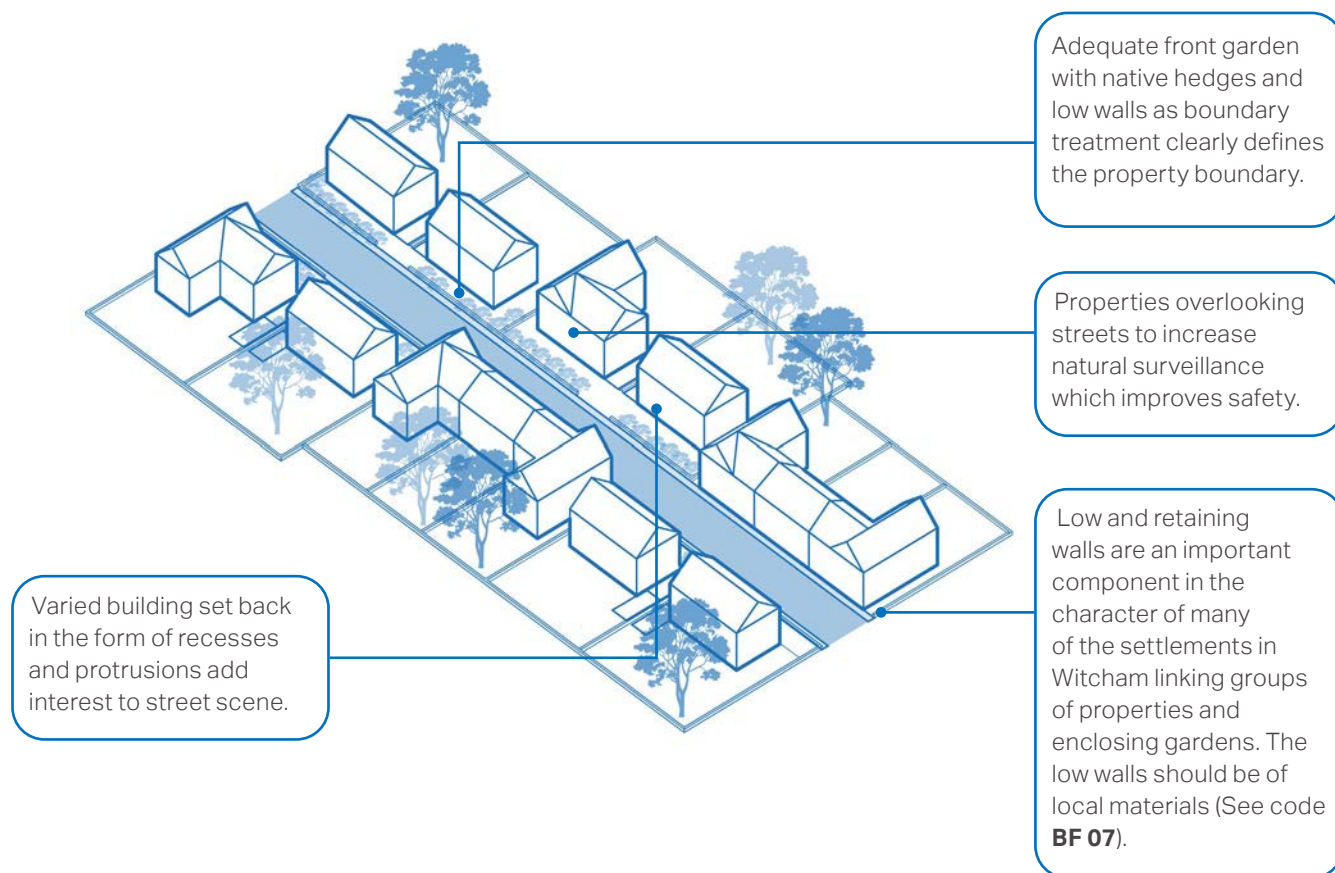 Adequate front garden
with native hedges and
low walls as boundary
treatment clearly defines
the property boundary.
Properties overlooking
streets to increase
natural surveillance
which improves safety.
Low and retaining
walls are an important
component in the
character of many
of the settlements in
Witcham linking groups
of properties and
enclosing gardens. The
low walls should be of
local materials (See code
BF 07).
Varied building set back
in the form of recesses
and protrusions add
interest to street scene.